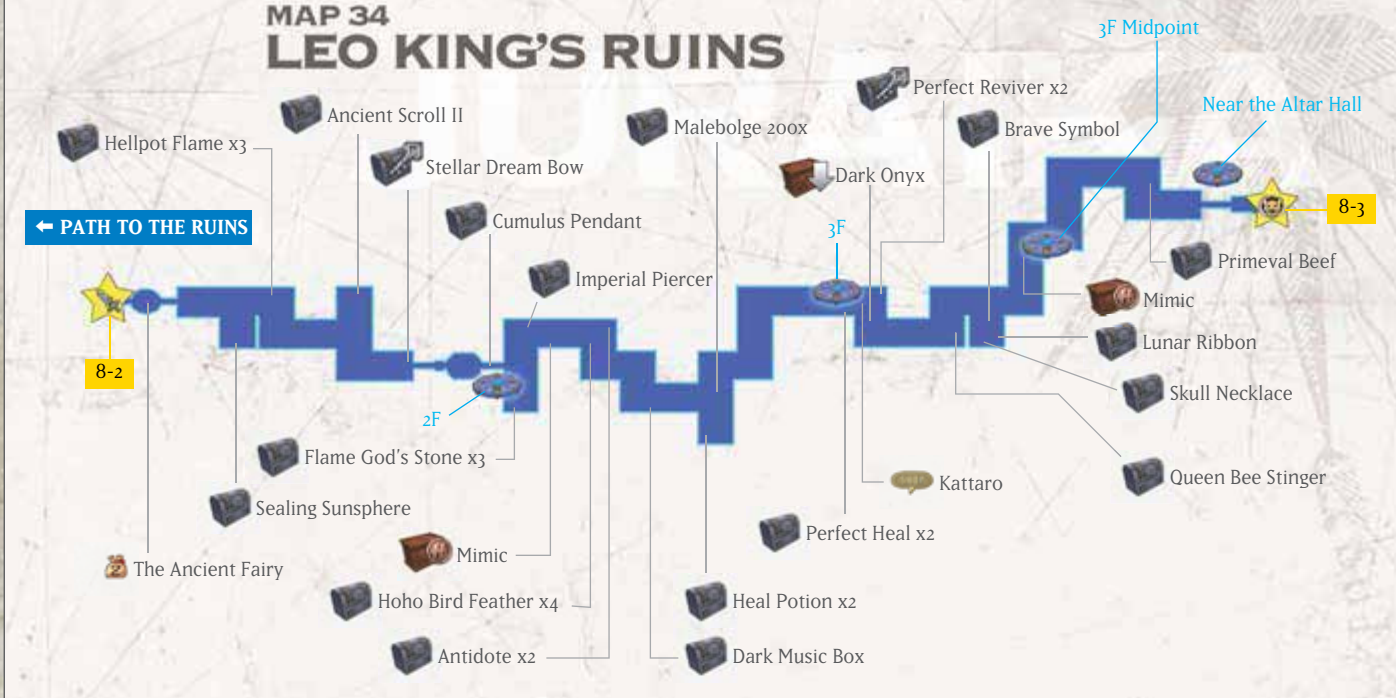 MAP 34
LEO KING'S RUINS
3F Midpoint
Perfect Reviver x2
Near the Altar Hall
Ancient Scroll II
Malebolge 200x
Brave Symbol
Hellpot Flame x3
Stellar Dream Bow
Dark Onyx
← PATH TO THE RUINS
Cumulus Pendant
3F
8-3
Imperial Piercer
Primeval Beef
Mimic
8-2
Lunar Ribbon
2F
Skull Necklace
Flame God's Stone x3
Kattaro
Queen Bee Stinger
Sealing Sunsphere
Perfect Heal x2
2
The Ancient Fairy
Mimic
Hoho Bird Feather x4
Heal Potion x2
Antidote x2
Dark Music Box